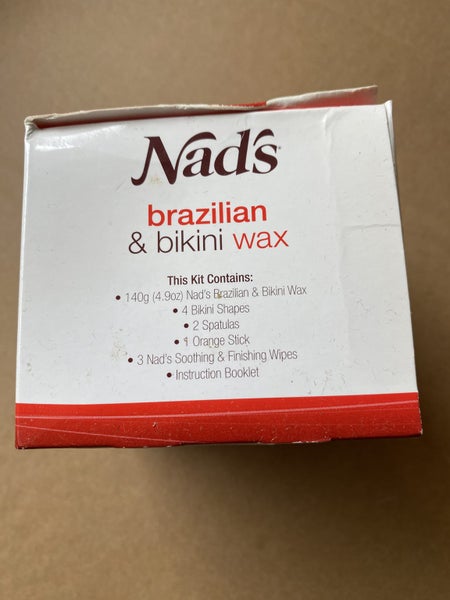 Nad's
brazilian
& bikini wax
This Kit Contains:
• 140g (4.9oz) Nad's Brazilian & Bikini Wax
• 4 Bikini Shapes
• 2 Spatulas
• 1 Orange Stick
• 3 Nad's Soothing & Finishing Wipes
• Instruction Booklet